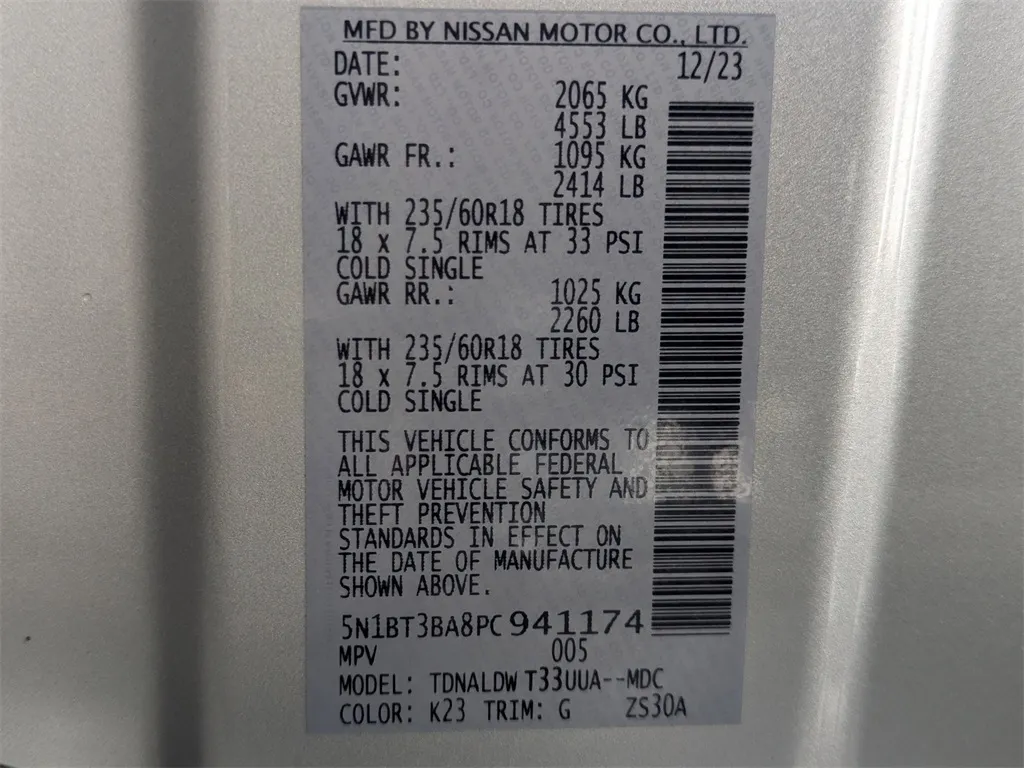 MFD BY NISSAN MOTOR CO., LTD.
DATE: 12/23
GVWR: 2065 KG
4553 LB
GAWR FR.: 1095 KG
2414 LB
WITH 235/60R18 TIRES
18 x 7.5 RIMS AT 33 PSI
COLD SINGLE
GAWR RR.: 1025 KG
2260 LB
WITH 235/60R18 TIRES
18 x 7.5 RIMS AT 30 PSI
COLD SINGLE
THIS VEHICLE CONFORMS TO
ALL APPLICABLE FEDERAL
MOTOR VEHICLE SAFETY AND
THEFT PREVENTION
STANDARDS IN EFFECT ON
THE DATE OF MANUFACTURE
SHOWN ABOVE.
5N1BT3BA8PC941174
MPV 005
MODEL: TDNALDW T33UUA--MDC
COLOR: K23 TRIM: G ZS30A